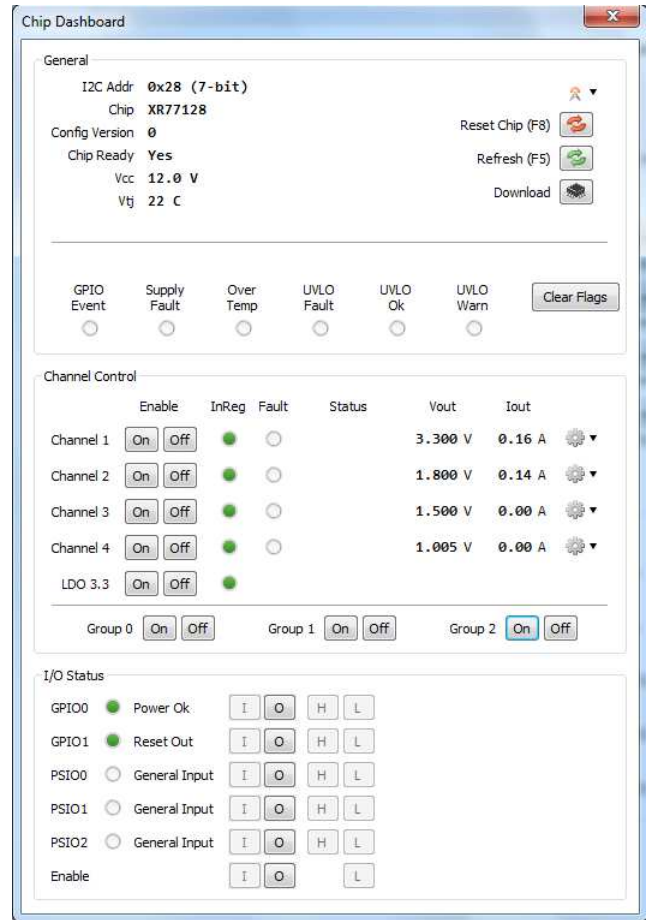 Chip Dashboard
General
I2C Addr 0x28 (7-bit)
Chip XR77128
Config Version 0
Chip Ready Yes
Vcc 12.0 V
Vtj 22 C
Reset Chip (F8)
Refresh (F5)
Download
GPIO Event Supply Fault Over Temp UVLO Fault UVLO Ok UVLO Warn Clear Flags
Channel Control
Enable InReg Fault Status Vout Iout
Channel 1 On Off 3.300 V 0.16 A
Channel 2 On Off 1.800 V 0.14 A
Channel 3 On Off 1.500 V 0.00 A
Channel 4 On Off 1.005 V 0.00 A
LDO 3.3 On Off
Group 0 On Off Group 1 On Off Group 2 On Off
I/O Status
GPIO0 Power Ok I O H L
GPIO1 Reset Out I O H L
PSIO0 General Input I O H L
PSIO1 General Input I O H L
PSIO2 General Input I O H L
Enable I O L